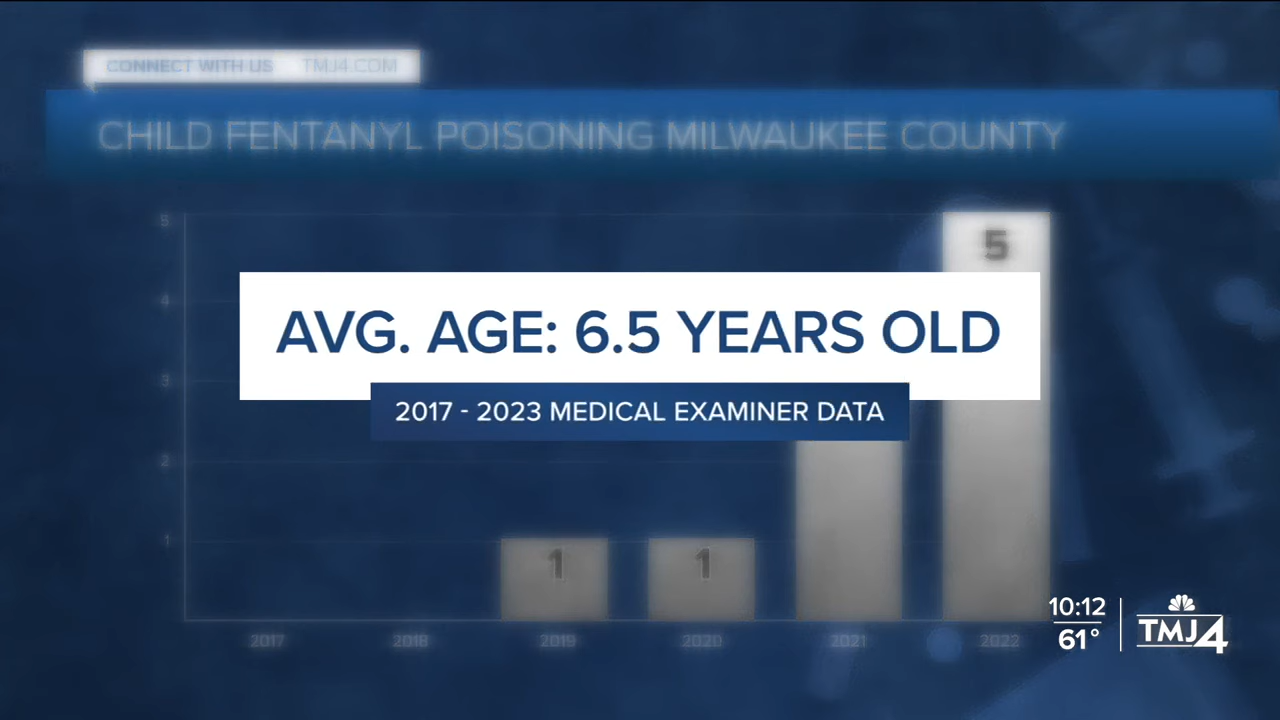 CONNECT WITH US TMJ4.COM
CHILD FENTANYL POISONING MILWAUKEE COUNTY
5
5
4
AVG. AGE: 6.5 YEARS OLD
3
2017 - 2023 MEDICAL EXAMINER DATA
2
1
1
1
2017 2018 2019 2020 2021 2022
10:12
61°
TMJ4